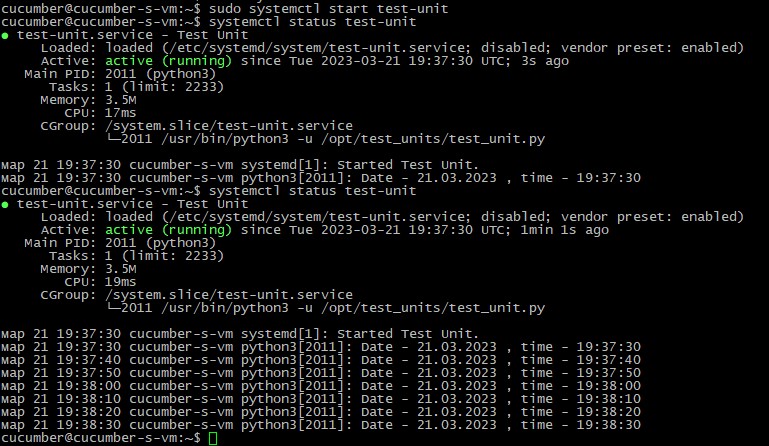 cucumber@cucumber-s-vm:~$ sudo systemctl start test-unit
cucumber@cucumber-s-vm:~$ systemctl status test-unit
● test-unit.service - Test Unit
     Loaded: loaded (/etc/systemd/system/test-unit.service; disabled; vendor preset: enabled)
     Active: active (running) since Tue 2023-03-21 19:37:30 UTC; 3s ago
   Main PID: 2011 (python3)
      Tasks: 1 (limit: 2233)
     Memory: 3.5M
        CPU: 17ms
     CGroup: /system.slice/test-unit.service
             └─2011 /usr/bin/python3 -u /opt/test_units/test_unit.py
мар 21 19:37:30 cucumber-s-vm systemd[1]: Started Test Unit.
мар 21 19:37:30 cucumber-s-vm python3[2011]: Date - 21.03.2023 , time - 19:37:30
cucumber@cucumber-s-vm:~$ systemctl status test-unit
● test-unit.service - Test Unit
     Loaded: loaded (/etc/systemd/system/test-unit.service; disabled; vendor preset: enabled)
     Active: active (running) since Tue 2023-03-21 19:37:30 UTC; 1min 1s ago
   Main PID: 2011 (python3)
      Tasks: 1 (limit: 2233)
     Memory: 3.5M
        CPU: 19ms
     CGroup: /system.slice/test-unit.service
             └─2011 /usr/bin/python3 -u /opt/test_units/test_unit.py
мар 21 19:37:30 cucumber-s-vm systemd[1]: Started Test Unit.
мар 21 19:37:30 cucumber-s-vm python3[2011]: Date - 21.03.2023 , time - 19:37:30
мар 21 19:37:40 cucumber-s-vm python3[2011]: Date - 21.03.2023 , time - 19:37:40
мар 21 19:37:50 cucumber-s-vm python3[2011]: Date - 21.03.2023 , time - 19:37:50
мар 21 19:38:00 cucumber-s-vm python3[2011]: Date - 21.03.2023 , time - 19:38:00
мар 21 19:38:10 cucumber-s-vm python3[2011]: Date - 21.03.2023 , time - 19:38:10
мар 21 19:38:20 cucumber-s-vm python3[2011]: Date - 21.03.2023 , time - 19:38:20
мар 21 19:38:30 cucumber-s-vm python3[2011]: Date - 21.03.2023 , time - 19:38:30
cucumber@cucumber-s-vm:~$